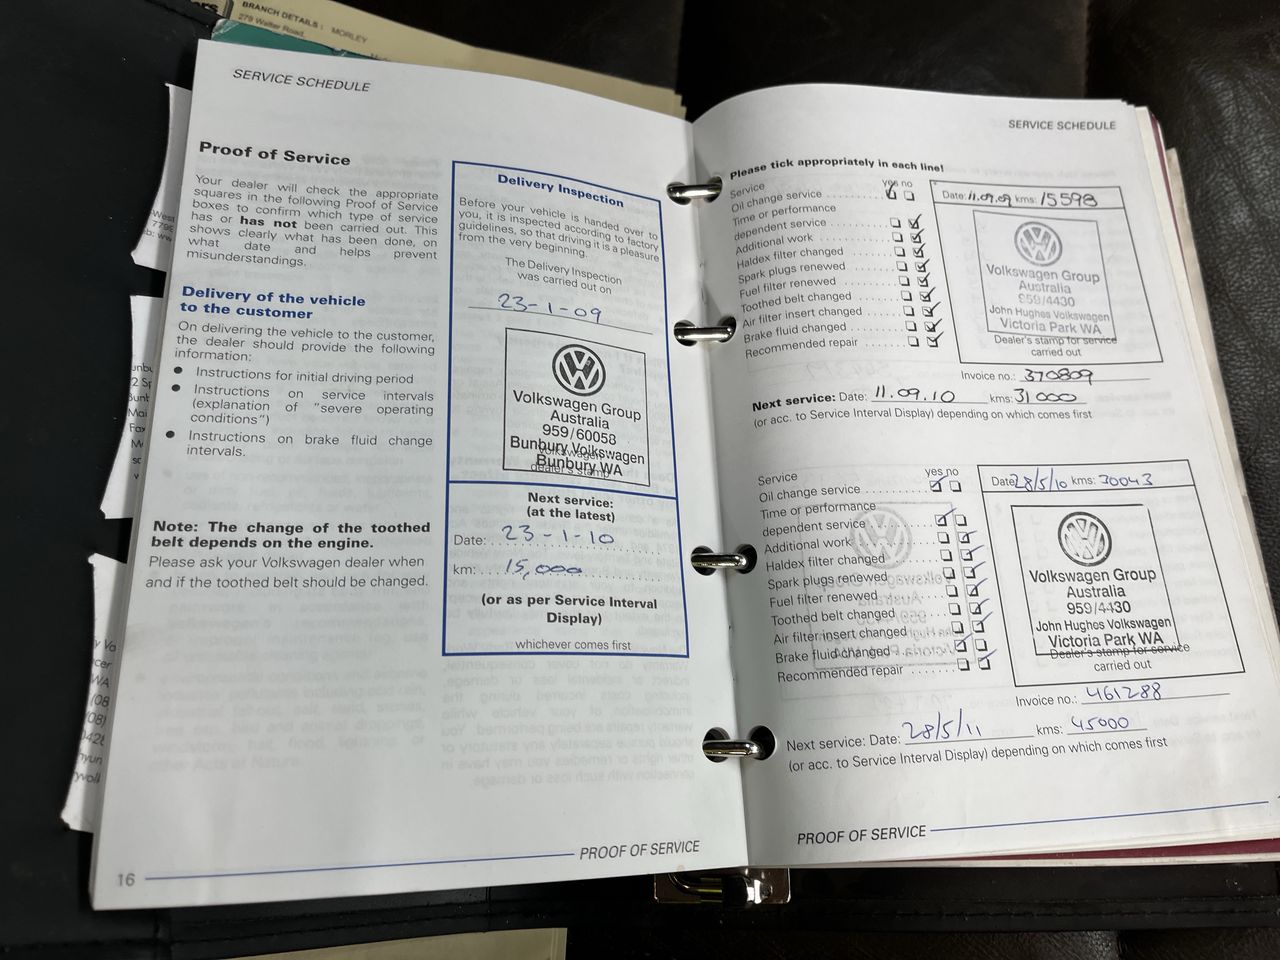 BRANCH DETAILS : MORLEY
279 Walter Road,
SERVICE SCHEDULE
Proof of Service
Your dealer will check the appropriate
squares in the following Proof of Service
boxes to confirm which type of service
has or has not been carried out. This
shows clearly what has been done, on
what date and helps prevent
misunderstandings.
Delivery of the vehicle
to the customer
On delivering the vehicle to the customer,
the dealer should provide the following
information:
● Instructions for initial driving period
● Instructions on service intervals
(explanation of “severe operating
conditions”)
● Instructions on brake fluid change
intervals.
Note: The change of the toothed
belt depends on the engine.
Please ask your Volkswagen dealer when
and if the toothed belt should be changed.
Delivery Inspection
Before your vehicle is handed over to
you, it is inspected according to factory
guidelines, so that driving it is a pleasure
from the very beginning.
The Delivery Inspection
was carried out on
23-1-09
Volkswagen Group
Australia
959/60058
Bunbury Volkswagen
Bunbury WA
Volkswagen
dealer's stamp
Next service:
(at the latest)
Date: 23-1-10
km: 15,000
(or as per Service Interval
Display)
whichever comes first
16
PROOF OF SERVICE
SERVICE SCHEDULE
Please tick appropriately in each line!
Service yes no
Oil change service
Time or performance
dependent service
Additional work
Haldex filter changed
Spark plugs renewed
Fuel filter renewed
Toothed belt changed
Air filter insert changed
Brake fluid changed
Recommended repair
Date: 11.09.09 kms: 15598
Volkswagen Group
Australia
959/4430
John Hughes Volkswagen
Victoria Park WA
Dealer's stamp for service
carried out
Invoice no.: 370809
Next service: Date: 11.09.10 kms: 31000
(or acc. to Service Interval Display) depending on which comes first
Service yes no
Oil change service
Time or performance
dependent service
Additional work
Haldex filter changed
Spark plugs renewed
Fuel filter renewed
Toothed belt changed
Air filter insert changed
Brake fluid changed
Recommended repair
Date: 28/5/10 kms: 30043
Volkswagen Group
Australia
959/4430
John Hughes Volkswagen
Victoria Park WA
Dealer's stamp for service
carried out
Invoice no.: 461288
Next service: Date: 28/5/11 kms: 45000
(or acc. to Service Interval Display) depending on which comes first
PROOF OF SERVICE